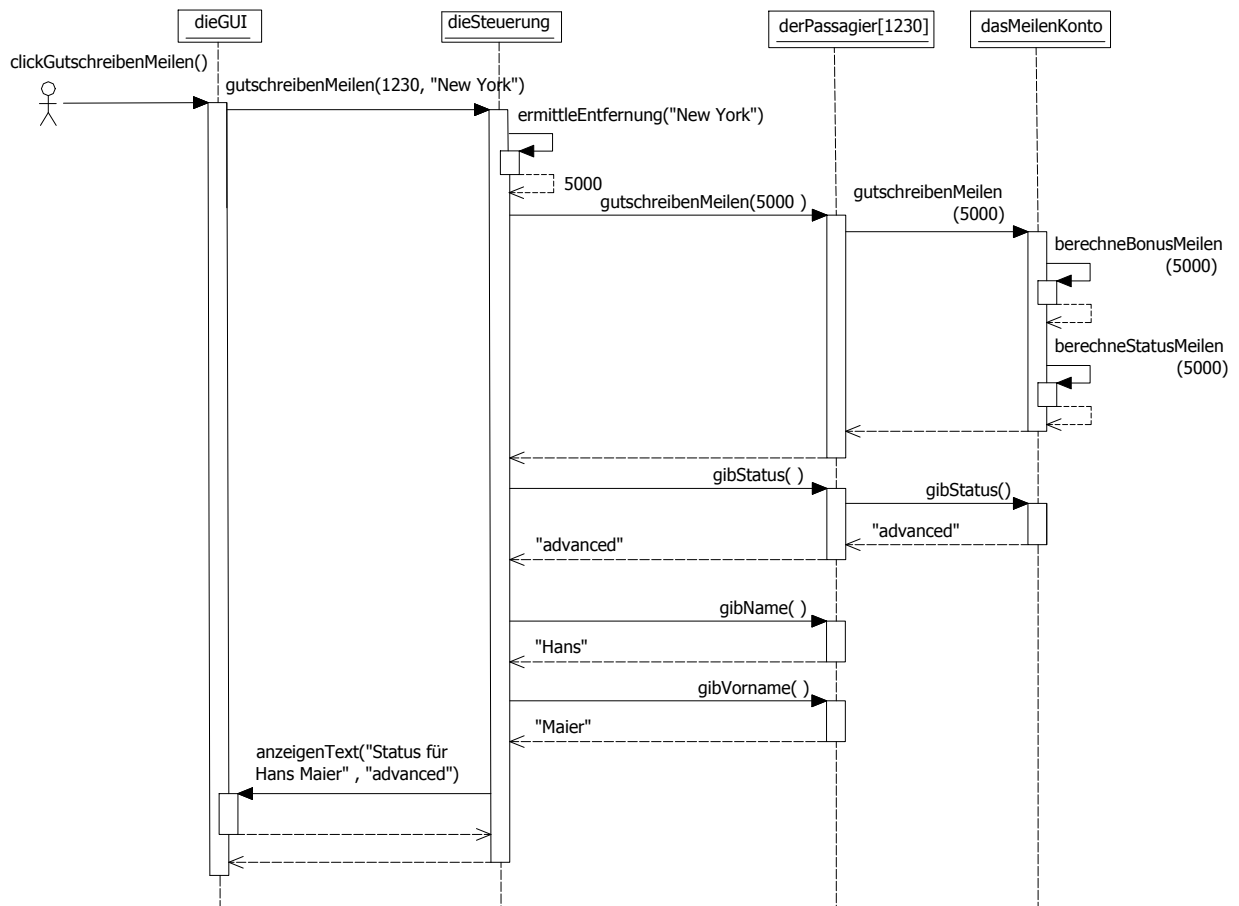 dieGUI
dieSteuerung
derPassagier[1230]
dasMeilenKonto
clickGutschreibenMeilen()
gutschreibenMeilen(1230, "New York")
ermittleEntfernung("New York")
5000
gutschreibenMeilen(5000 )
gutschreibenMeilen
(5000)
berechneBonusMeilen
(5000)
berechneStatusMeilen
(5000)
gibStatus( )
gibStatus()
"advanced"
"advanced"
gibName( )
"Hans"
gibVorname( )
"Maier"
anzeigenText("Status für
Hans Maier" , "advanced")